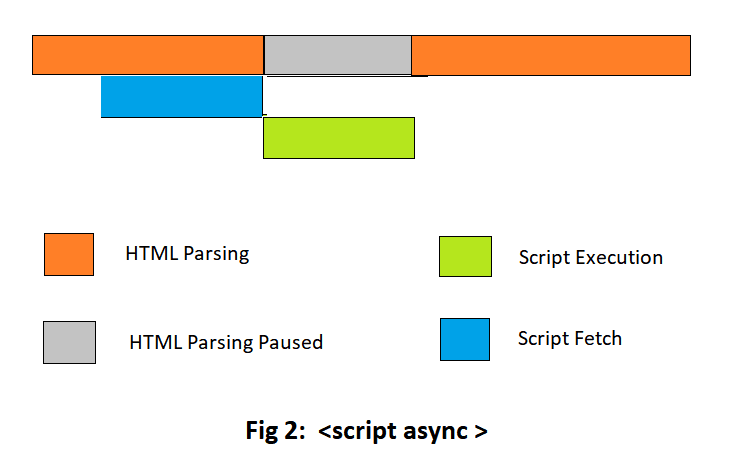 HTML Parsing
Script Execution
HTML Parsing Paused
Script Fetch
Fig 2: <script async >